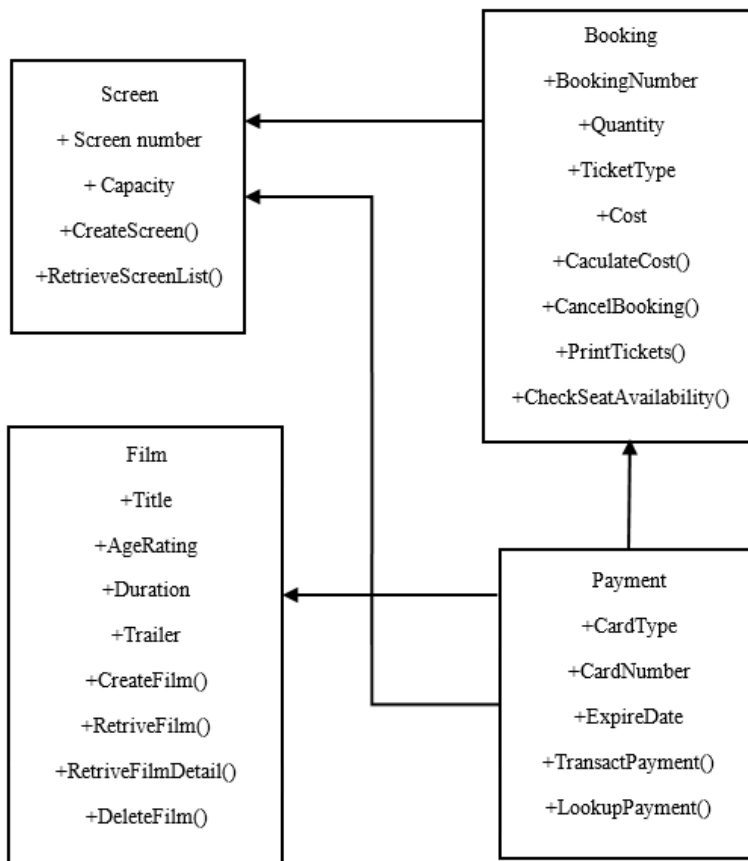 Screen
+ Screen number
+ Capacity
+CreateScreen()
+RetrieveScreenList()
Booking
+BookingNumber
+Quantity
+TicketType
+Cost
+CaculateCost()
+CancelBooking()
+PrintTickets()
+CheckSeatAvailability()
Film
+Title
+AgeRating
+Duration
+Trailer
+CreateFilm()
+RetriveFilm()
+RetriveFilmDetail()
+DeleteFilm()
Payment
+CardType
+CardNumber
+ExpireDate
+TransactPayment()
+LookupPayment()